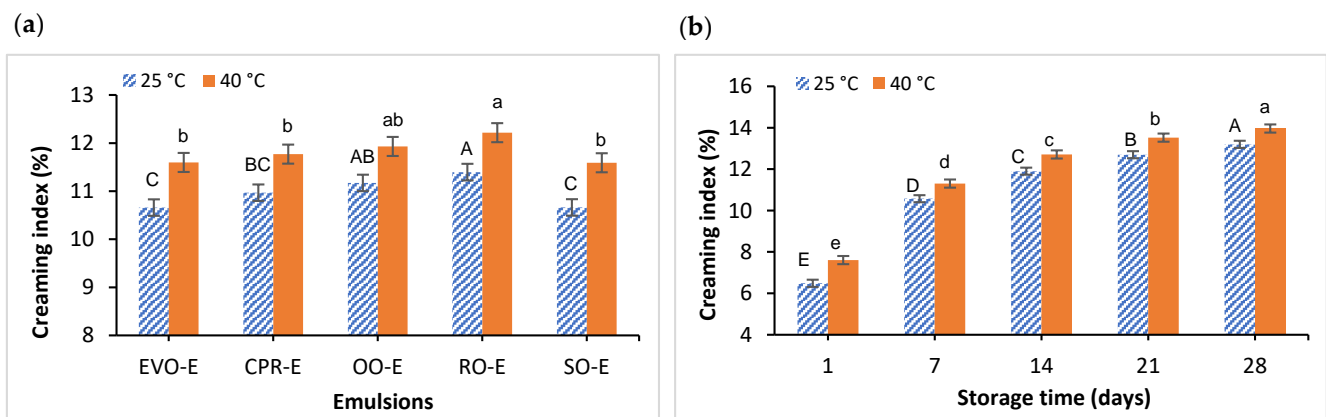 (a)
25 °C 40 °C
Creaming index (%)
13
12
11
10
9
8
C b BC b AB ab A a C b
EVO-E CPR-E OO-E RO-E SO-E
Emulsions
(b)
25 °C 40 °C
Creaming index (%)
16
14
12
10
8
6
4
E e D d C c B b A a
1 7 14 21 28
Storage time (days)